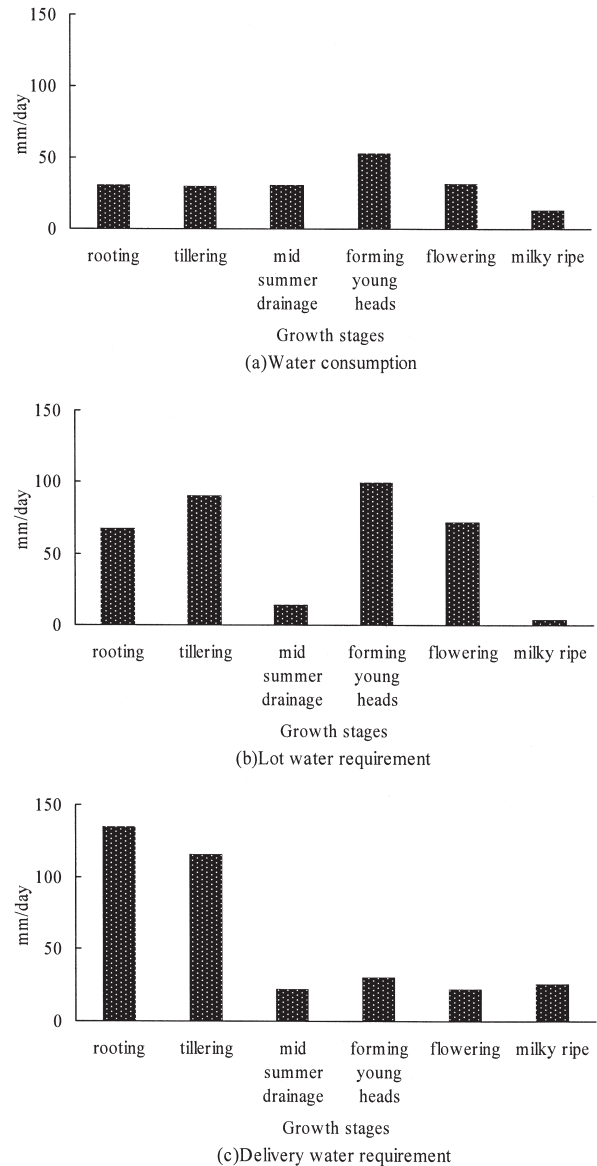 150
100
50
0
mm/day
rooting
tillering
mid
summer
drainage
forming
young
heads
flowering
milky ripe
Growth stages
(a)Water consumption
150
100
50
0
mm/day
rooting
tillering
mid
summer
drainage
forming
young
heads
flowering
milky ripe
Growth stages
(b)Lot water requirement
150
100
50
0
mm/day
rooting
tillering
mid
summer
drainage
forming
young
heads
flowering
milky ripe
Growth stages
(c)Delivery water requirement